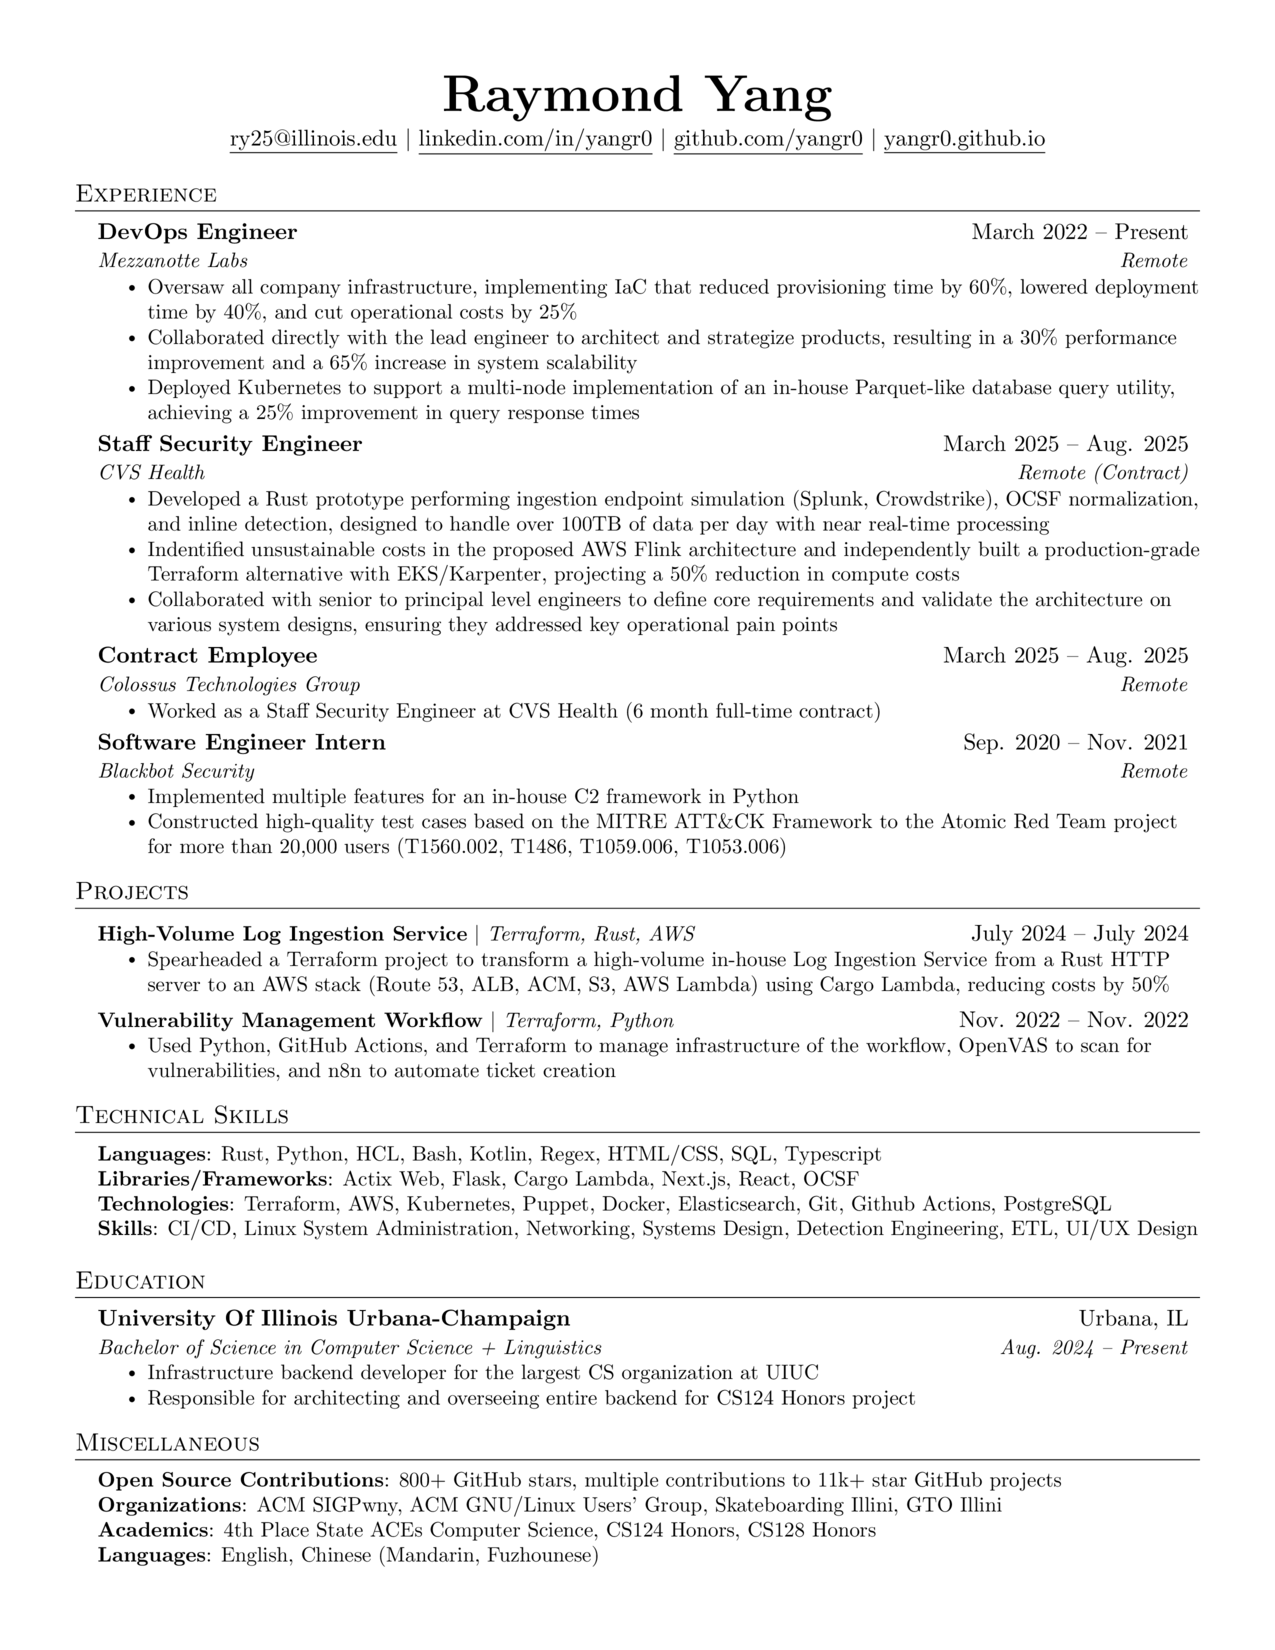 Raymond Yang
ry25@illinois.edu | linkedin.com/in/yangr0 | github.com/yangr0 | yangr0.github.io
Experience
DevOps Engineer March 2022 – Present
Mezzanotte Labs Remote
• Oversaw all company infrastructure, implementing IaC that reduced provisioning time by 60%, lowered deployment
time by 40%, and cut operational costs by 25%
• Collaborated directly with the lead engineer to architect and strategize products, resulting in a 30% performance
improvement and a 65% increase in system scalability
• Deployed Kubernetes to support a multi-node implementation of an in-house Parquet-like database query utility,
achieving a 25% improvement in query response times
Staff Security Engineer March 2025 – Aug. 2025
CVS Health Remote (Contract)
• Developed a Rust prototype performing ingestion endpoint simulation (Splunk, Crowdstrike), OCSF normalization,
and inline detection, designed to handle over 100TB of data per day with near real-time processing
• Indentified unsustainable costs in the proposed AWS Flink architecture and independently built a production-grade
Terraform alternative with EKS/Karpenter, projecting a 50% reduction in compute costs
• Collaborated with senior to principal level engineers to define core requirements and validate the architecture on
various system designs, ensuring they addressed key operational pain points
Contract Employee March 2025 – Aug. 2025
Colossus Technologies Group Remote
• Worked as a Staff Security Engineer at CVS Health (6 month full-time contract)
Software Engineer Intern Sep. 2020 – Nov. 2021
Blackbot Security Remote
• Implemented multiple features for an in-house C2 framework in Python
• Constructed high-quality test cases based on the MITRE ATT&CK Framework to the Atomic Red Team project
for more than 20,000 users (T1560.002, T1486, T1059.006, T1053.006)
Projects
High-Volume Log Ingestion Service | Terraform, Rust, AWS July 2024 – July 2024
• Spearheaded a Terraform project to transform a high-volume in-house Log Ingestion Service from a Rust HTTP
server to an AWS stack (Route 53, ALB, ACM, S3, AWS Lambda) using Cargo Lambda, reducing costs by 50%
Vulnerability Management Workflow | Terraform, Python Nov. 2022 – Nov. 2022
• Used Python, GitHub Actions, and Terraform to manage infrastructure of the workflow, OpenVAS to scan for
vulnerabilities, and n8n to automate ticket creation
Technical Skills
Languages: Rust, Python, HCL, Bash, Kotlin, Regex, HTML/CSS, SQL, Typescript
Libraries/Frameworks: Actix Web, Flask, Cargo Lambda, Next.js, React, OCSF
Technologies: Terraform, AWS, Kubernetes, Puppet, Docker, Elasticsearch, Git, Github Actions, PostgreSQL
Skills: CI/CD, Linux System Administration, Networking, Systems Design, Detection Engineering, ETL, UI/UX Design
Education
University Of Illinois Urbana-Champaign Urbana, IL
Bachelor of Science in Computer Science + Linguistics Aug. 2024 – Present
• Infrastructure backend developer for the largest CS organization at UIUC
• Responsible for architecting and overseeing entire backend for CS124 Honors project
Miscellaneous
Open Source Contributions: 800+ GitHub stars, multiple contributions to 11k+ star GitHub projects
Organizations: ACM SIGPwny, ACM GNU/Linux Users' Group, Skateboarding Illini, GTO Illini
Academics: 4th Place State ACEs Computer Science, CS124 Honors, CS128 Honors
Languages: English, Chinese (Mandarin, Fuzhounese)